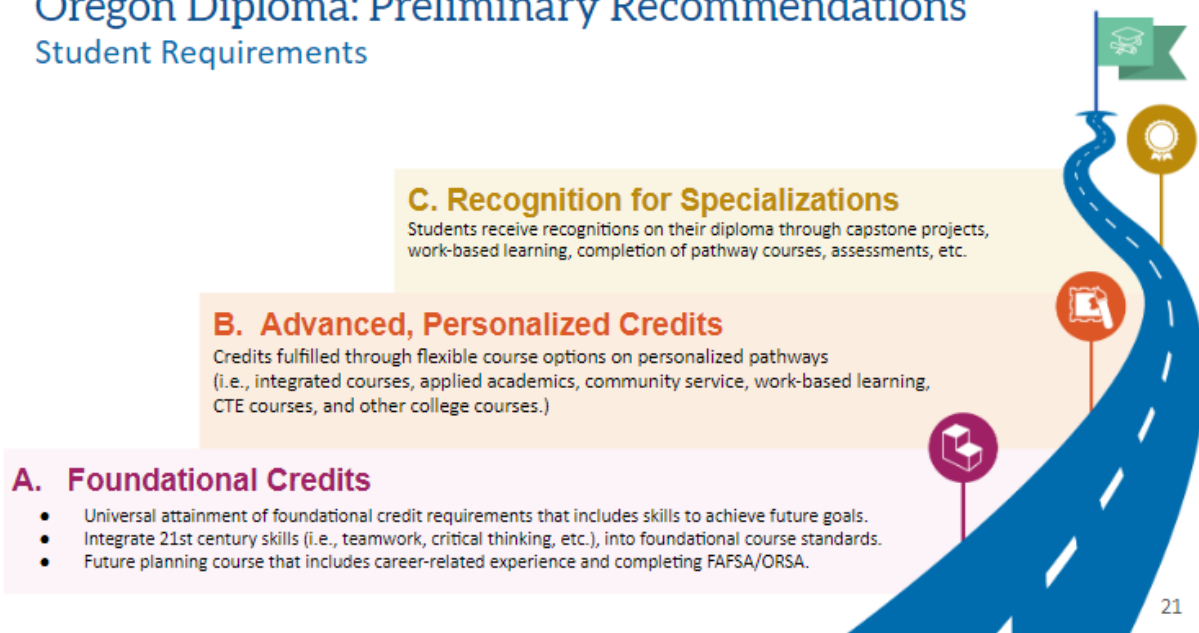 Oregon Diploma: Preliminary Recommendations
Student Requirements
C. Recognition for Specializations
Students receive recognitions on their diploma through capstone projects,
work-based learning, completion of pathway courses, assessments, etc.
B. Advanced, Personalized Credits
Credits fulfilled through flexible course options on personalized pathways
(i.e., integrated courses, applied academics, community service, work-based learning,
CTE courses, and other college courses.)
A. Foundational Credits
● Universal attainment of foundational credit requirements that includes skills to achieve future goals.
● Integrate 21st century skills (i.e., teamwork, critical thinking, etc.), into foundational course standards.
● Future planning course that includes career-related experience and completing FAFSA/ORSA.
21